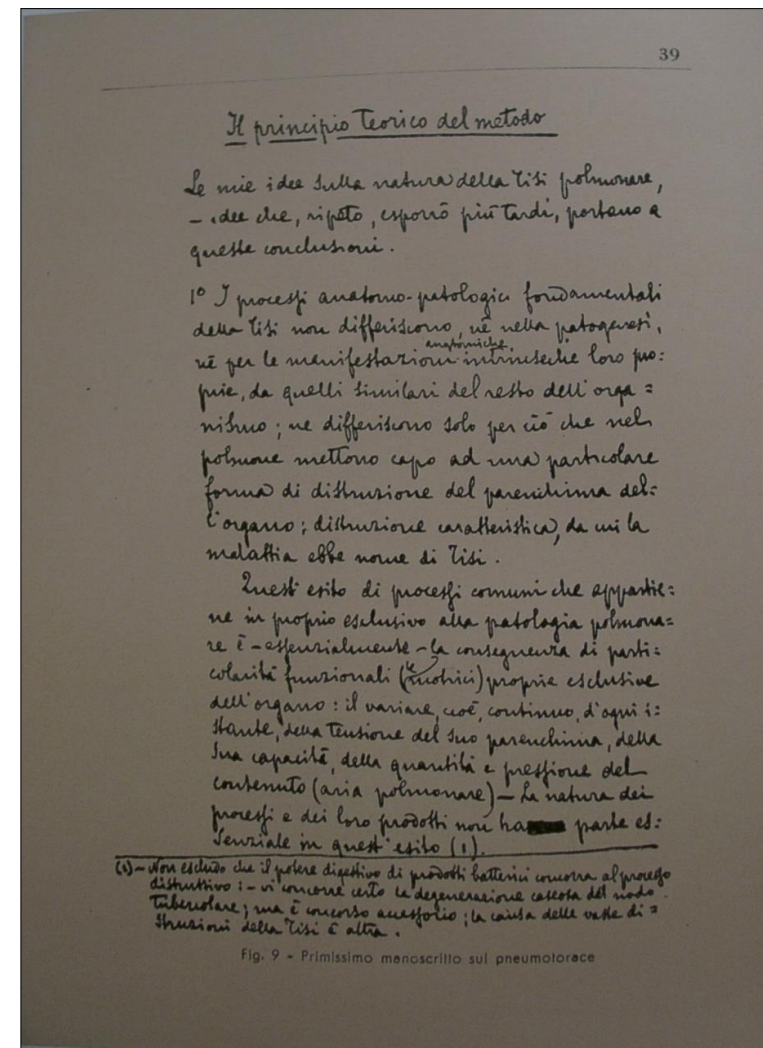 39
Il principio Teorico del metodo
Le mie idee sulla natura della Tisi polmonare,
– idee che, ripeto, esporrò più tardi, portano a
queste conclusioni.
1° I processi anatomo-patologici fondamentali
della Tisi non differiscono, nè nella patogenesi,
nè per le manifestazioni anatomiche intrinseche loro pro=
prie, da quelli similari del resto dell'orga=
nismo; ne differiscono solo per ciò che nel
polmone mettono capo ad una particolare
forma di distruzione del parenchima del=
l'organo; distruzione caratteristica, da cui la
malattia ebbe nome di Tisi.
Quest'esito di processi comuni che appartie=
ne in proprio esclusivo alla patologia polmona=
re è – essenzialmente – la conseguenza di parti=
colarità funzionali (motrici) proprie esclusive
dell'organo: il variare, cioè, continuo, d'ogni i=
stante, della Tensione del suo parenchima, della
sua capacità, della quantità e pressione del
contenuto (aria polmonare) – La natura dei
processi e dei loro prodotti non ha parte es=
senziale in quest'esito (1).
(1) – Non escludo che il potere digestivo di prodotti batterici concorra al processo
distruttivo: – vi concorre certo la degenerazione caseosa del nodo
Tubercolare; ma è concorso accessorio; la causa delle vaste di=
struzioni della Tisi è altra.
Fig. 9 - Primissimo manoscritto sul pneumotorace